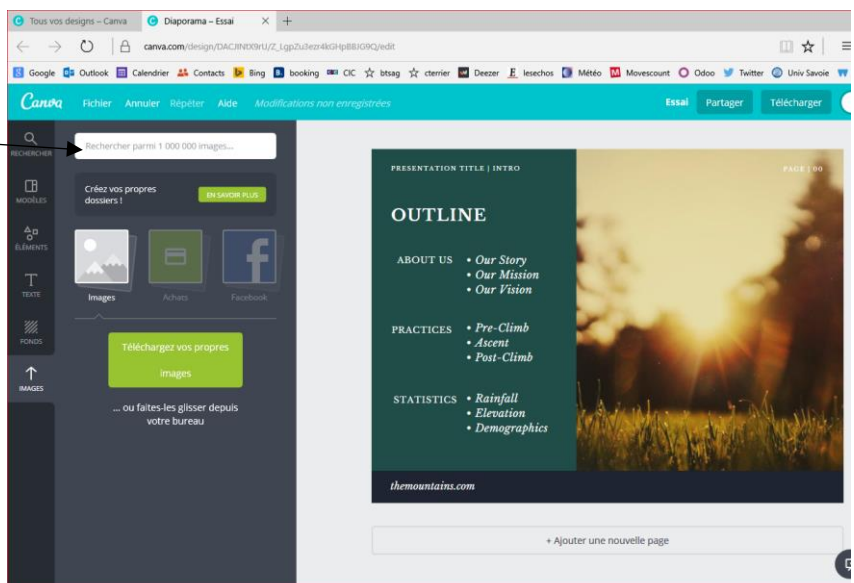 Tous vos designs – Canva
Diaporama – Essai
canva.com/design/
/edit
Google Outlook Calendrier Contacts Bing booking CIC btsag cterrier Deezer lesechos Météo Movescount Odoo Twitter Univ Savoie
Canva Fichier Annuler Répéter Aide Modifications non enregistrées Essai Partager Télécharger
RECHERCHER
MODÈLES
ÉLÉMENTS
TEXTE
FONDS
IMAGES
Rechercher parmi 1 000 000 images...
Créez vos propres
dossiers !
EN SAVOIR PLUS
Images Achats Facebook
Téléchargez vos propres
images
... ou faites-les glisser depuis
votre bureau
PRESENTATION TITLE | INTRO
PAGE | 00
OUTLINE
ABOUT US • Our Story
• Our Mission
• Our Vision
PRACTICES • Pre-Climb
• Ascent
• Post-Climb
STATISTICS • Rainfall
• Elevation
• Demographics
themountains.com
+ Ajouter une nouvelle page